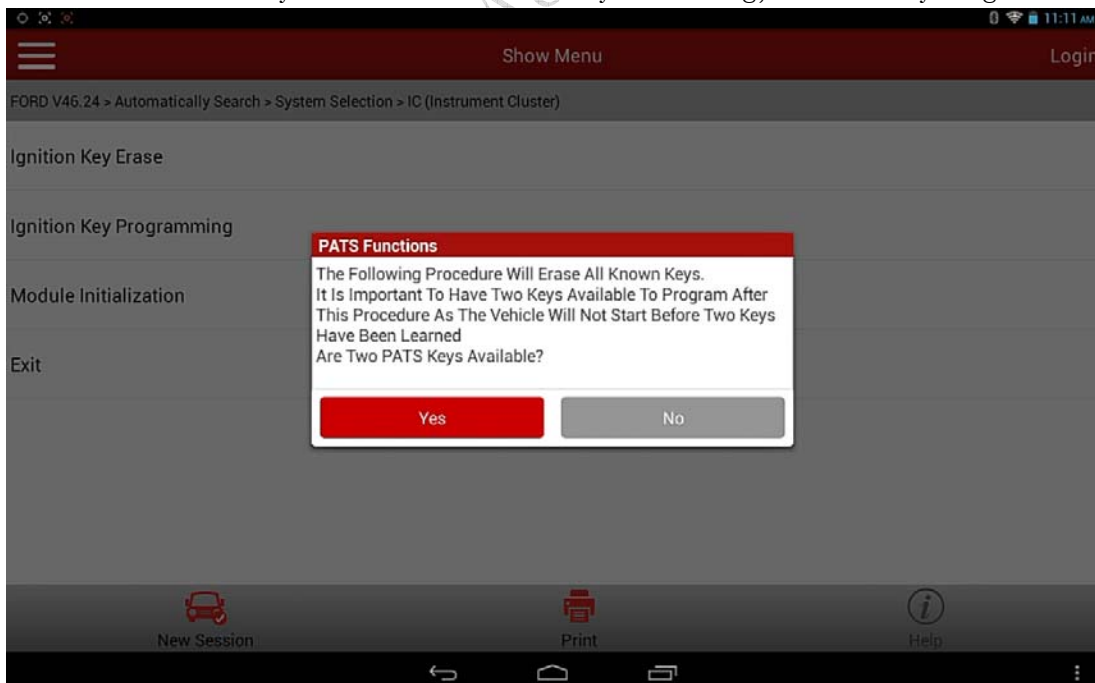 11:11 AM
Show Menu
Login
FORD V46.24 > Automatically Search > System Selection > IC (Instrument Cluster)
Ignition Key Erase
Ignition Key Programming
Module Initialization
Exit
PATS Functions
The Following Procedure Will Erase All Known Keys.
It Is Important To Have Two Keys Available To Program After
This Procedure As The Vehicle Will Not Start Before Two Keys
Have Been Learned
Are Two PATS Keys Available?
Yes
No
New Session
Print
Help